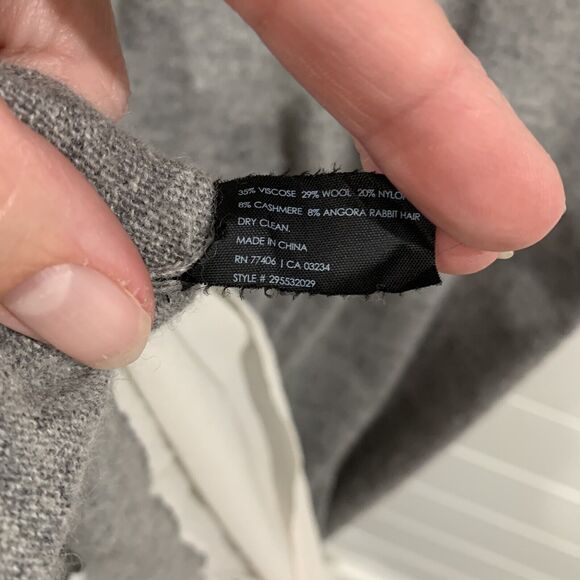 35% VISCOSE 29% WOOL 20% NYLO
8% CASHMERE 8% ANGORA RABBIT HAIR
DRY CLEAN.
MADE IN CHINA
RN 77406 | CA 03234
STYLE # 295532029